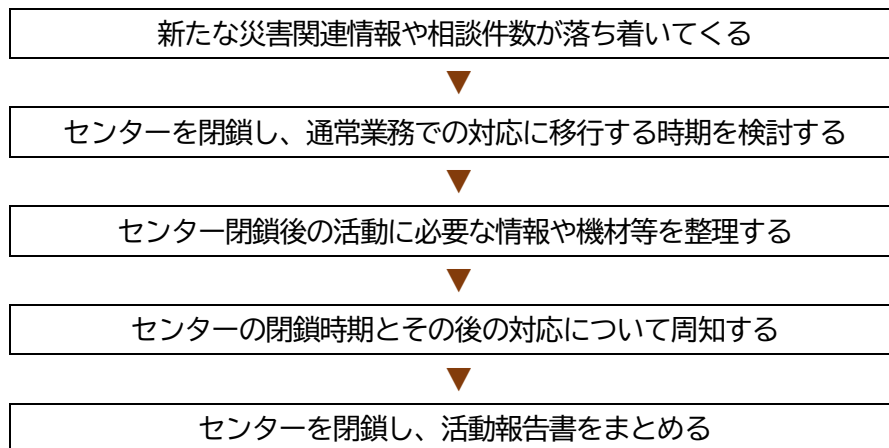 新たな災害関連情報や相談件数が落ち着いてくる
センターを閉鎖し、通常業務での対応に移行する時期を検討する
センター閉鎖後の活動に必要な情報や機材等を整理する
センターの閉鎖時期とその後の対応について周知する
センターを閉鎖し、活動報告書をまとめる